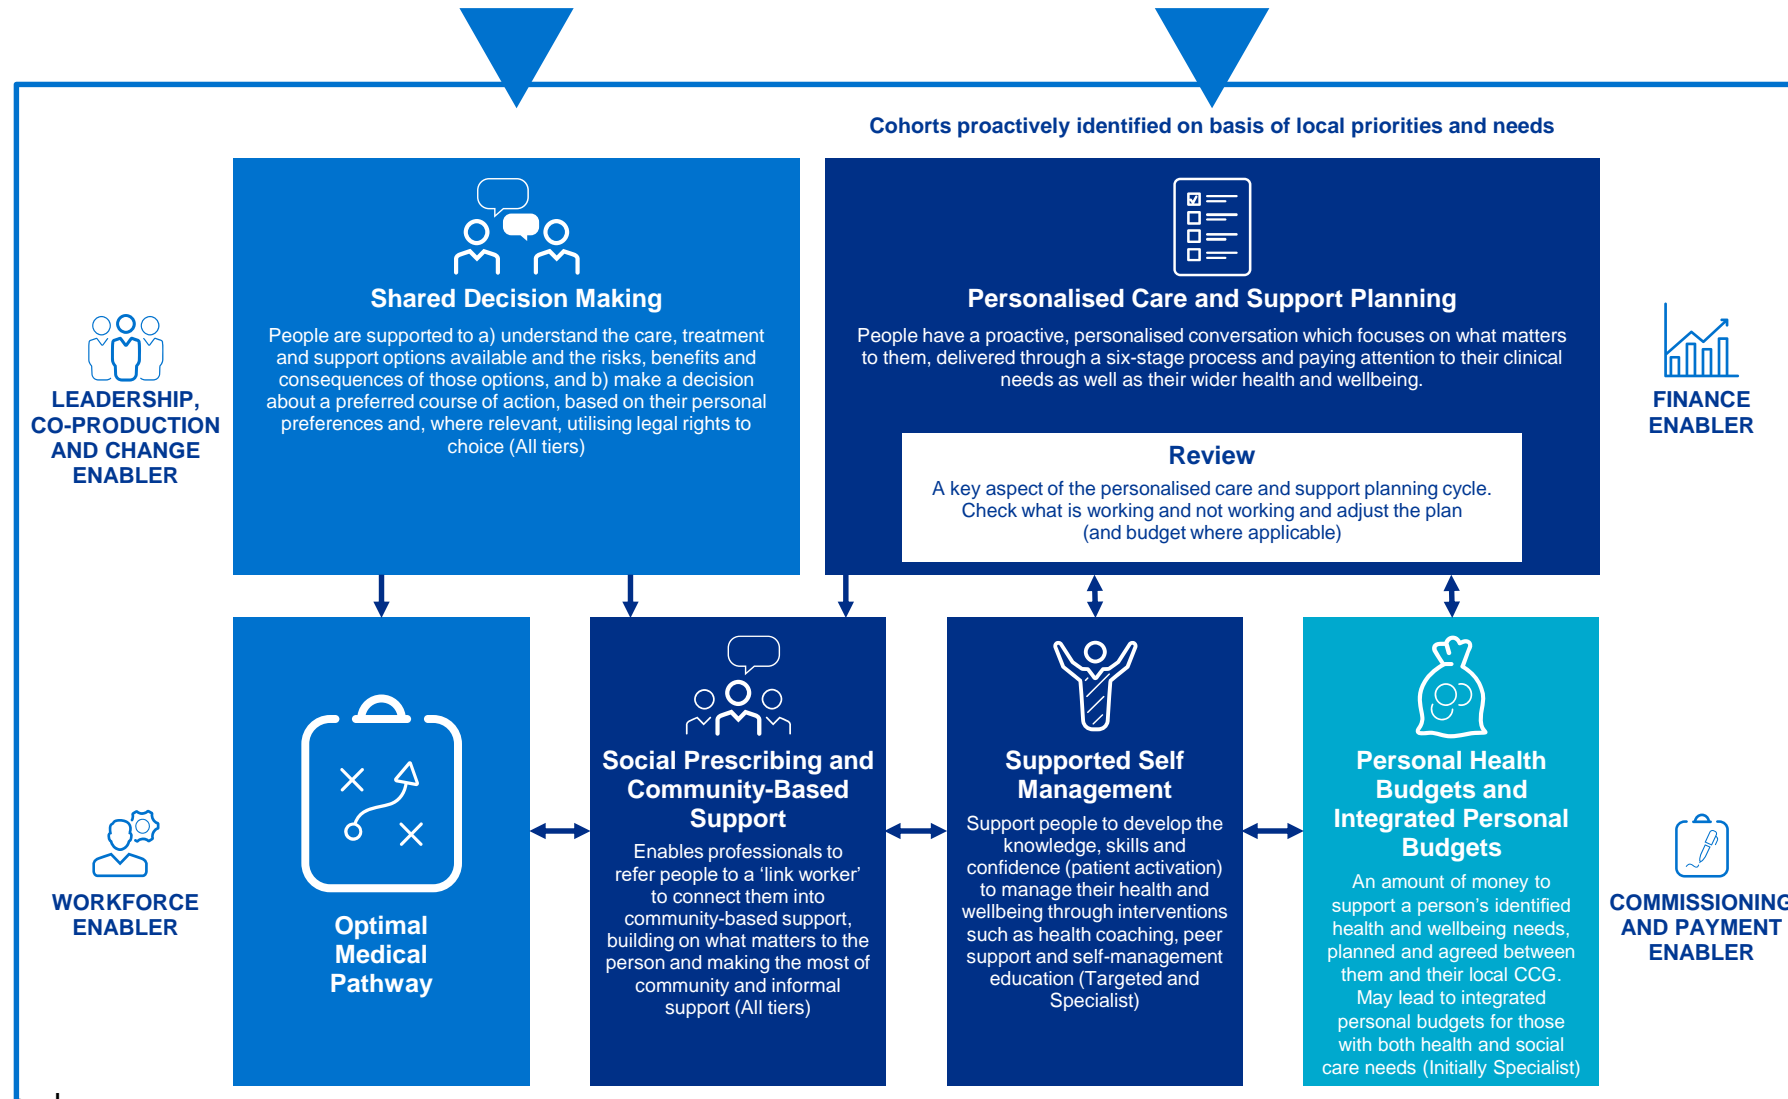 Cohorts proactively identified on basis of local priorities and needs
Shared Decision Making
People are supported to a) understand the care, treatment
and support options available and the risks, benefits and
consequences of those options, and b) make a decision
about a preferred course of action, based on their personal
preferences and, where relevant, utilising legal rights to
choice (All tiers)
Personalised Care and Support Planning
People have a proactive, personalised conversation which focuses on what matters
to them, delivered through a six-stage process and paying attention to their clinical
needs as well as their wider health and wellbeing.
Review
A key aspect of the personalised care and support planning cycle.
Check what is working and not working and adjust the plan
(and budget where applicable)
LEADERSHIP,
CO-PRODUCTION
AND CHANGE
ENABLER
FINANCE
ENABLER
WORKFORCE
ENABLER
Optimal
Medical
Pathway
Social Prescribing and
Community-Based
Support
Enables professionals to
refer people to a ‘link worker’
to connect them into
community-based support,
building on what matters to the
person and making the most of
community and informal
support (All tiers)
Supported Self
Management
Support people to develop the
knowledge, skills and
confidence (patient activation)
to manage their health and
wellbeing through interventions
such as health coaching, peer
support and self-management
education (Targeted and
Specialist)
Personal Health
Budgets and
Integrated Personal
Budgets
An amount of money to
support a person’s identified
health and wellbeing needs,
planned and agreed between
them and their local CCG.
May lead to integrated
personal budgets for those
with both health and social
care needs (Initially Specialist)
COMMISSIONING
AND PAYMENT
ENABLER